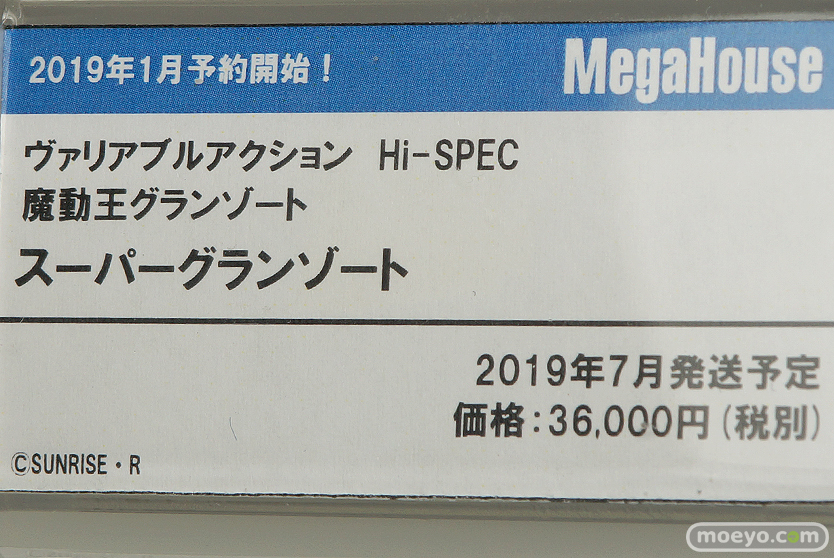 2019年1月予約開始！
MegaHouse
ヴァリアブルアクション Hi-SPEC
魔動王グランゾート
スーパーグランゾート
2019年7月発送予定
価格：36,000円（税別）
©SUNRISE・R
moeyo.com